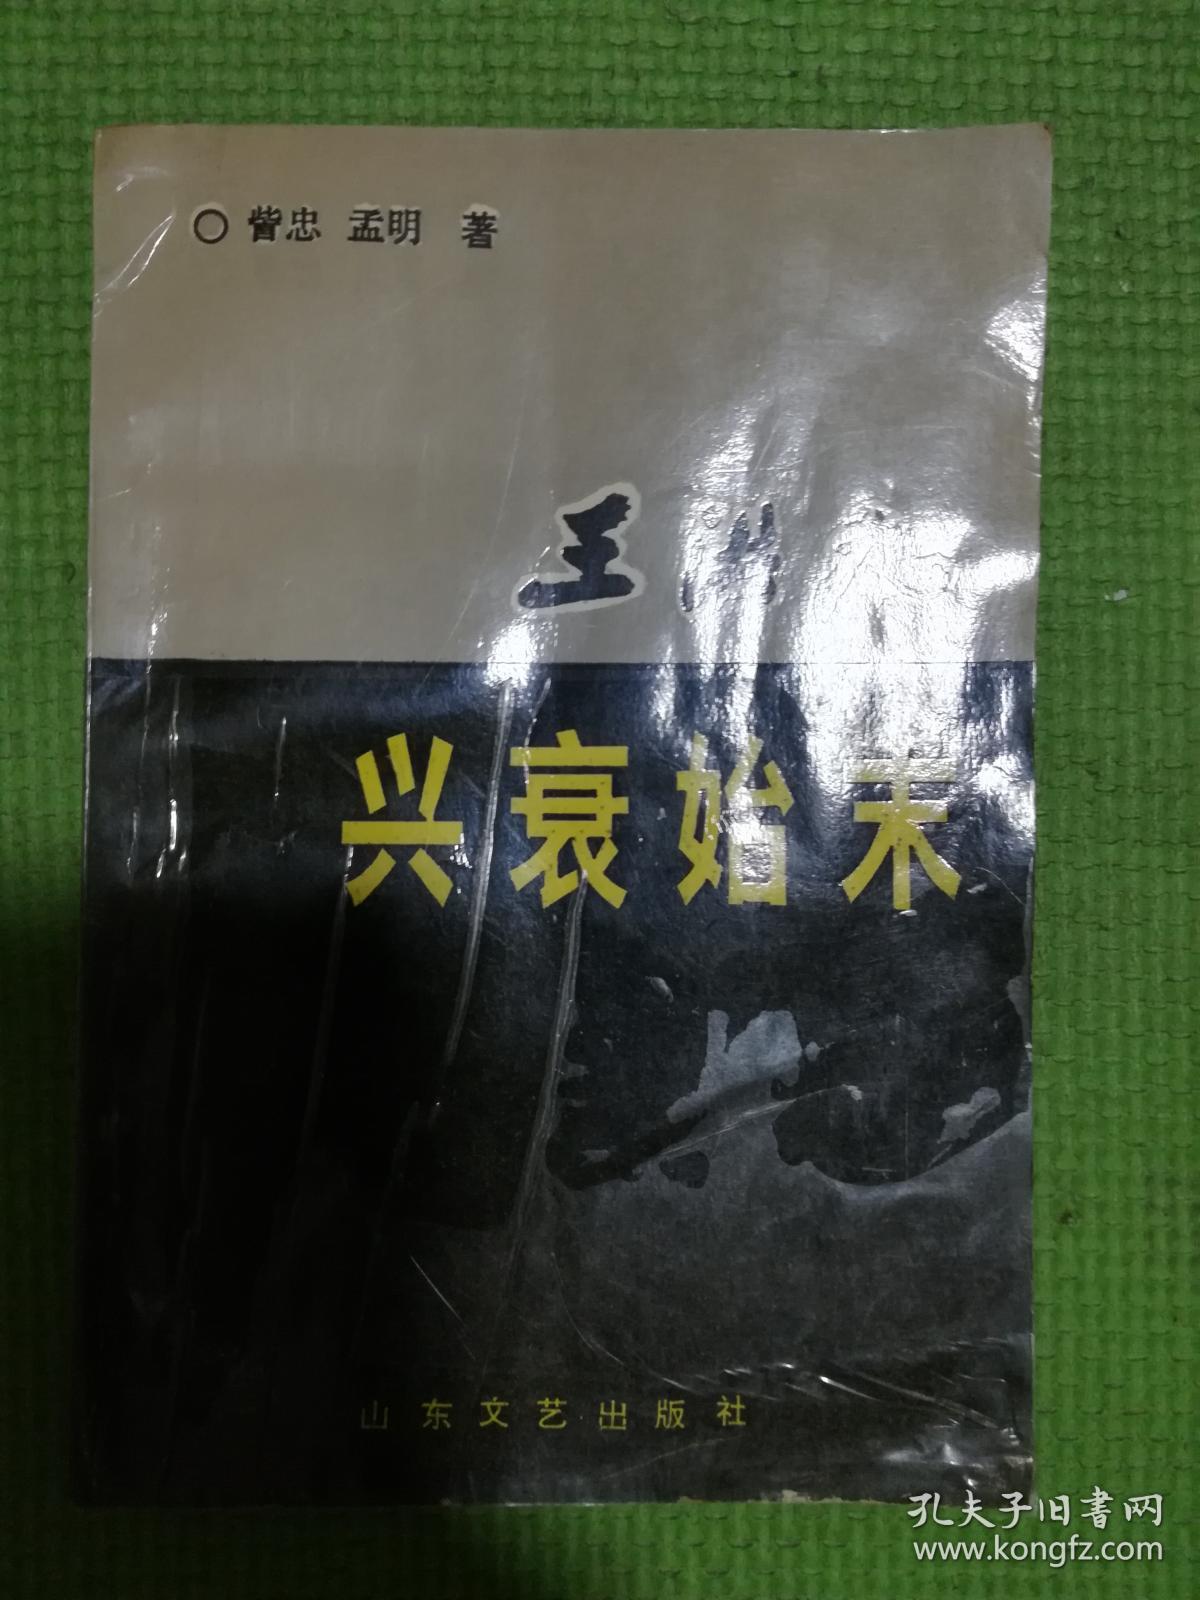 ○ 訾忠 孟明 著
王洪
兴衰始末
山东文艺出版社
孔夫子旧书网
www.kongfz.com